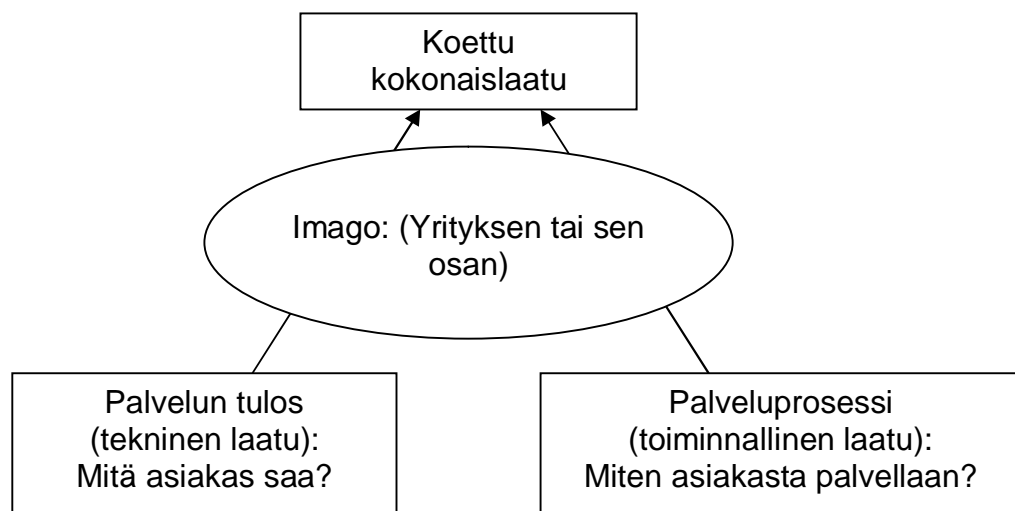 Koettu
kokonaislaatu
Imago: (Yrityksen tai sen
osan)
Palvelun tulos
(tekninen laatu):
Mitä asiakas saa?
Palveluprosessi
(toiminnallinen laatu):
Miten asiakasta palvellaan?